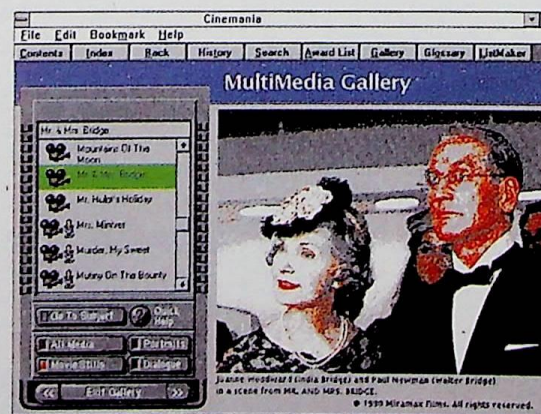 Cinemania
File Edit Bookmark Help
Contents Index Back History Search Award List Gallery Glossary ListMaker
MultiMedia Gallery
Mr. & Mrs. Bridge
Mountains Of The
Moon
Mr. & Mrs. Bridge
Mr. Hulot's Holiday
Mrs. Miniver
Murder, My Sweet
Mutiny On The Bounty
Go To Subject
Quick
Help
All Media
Portraits
Movie Stills
Dialogue
<< Exit Gallery >>
Joanne Woodward (India Bridge) and Paul Newman (Walter Bridge)
in a scene from MR. AND MRS. BRIDGE.
© 1990 Miramax Films. All rights reserved.